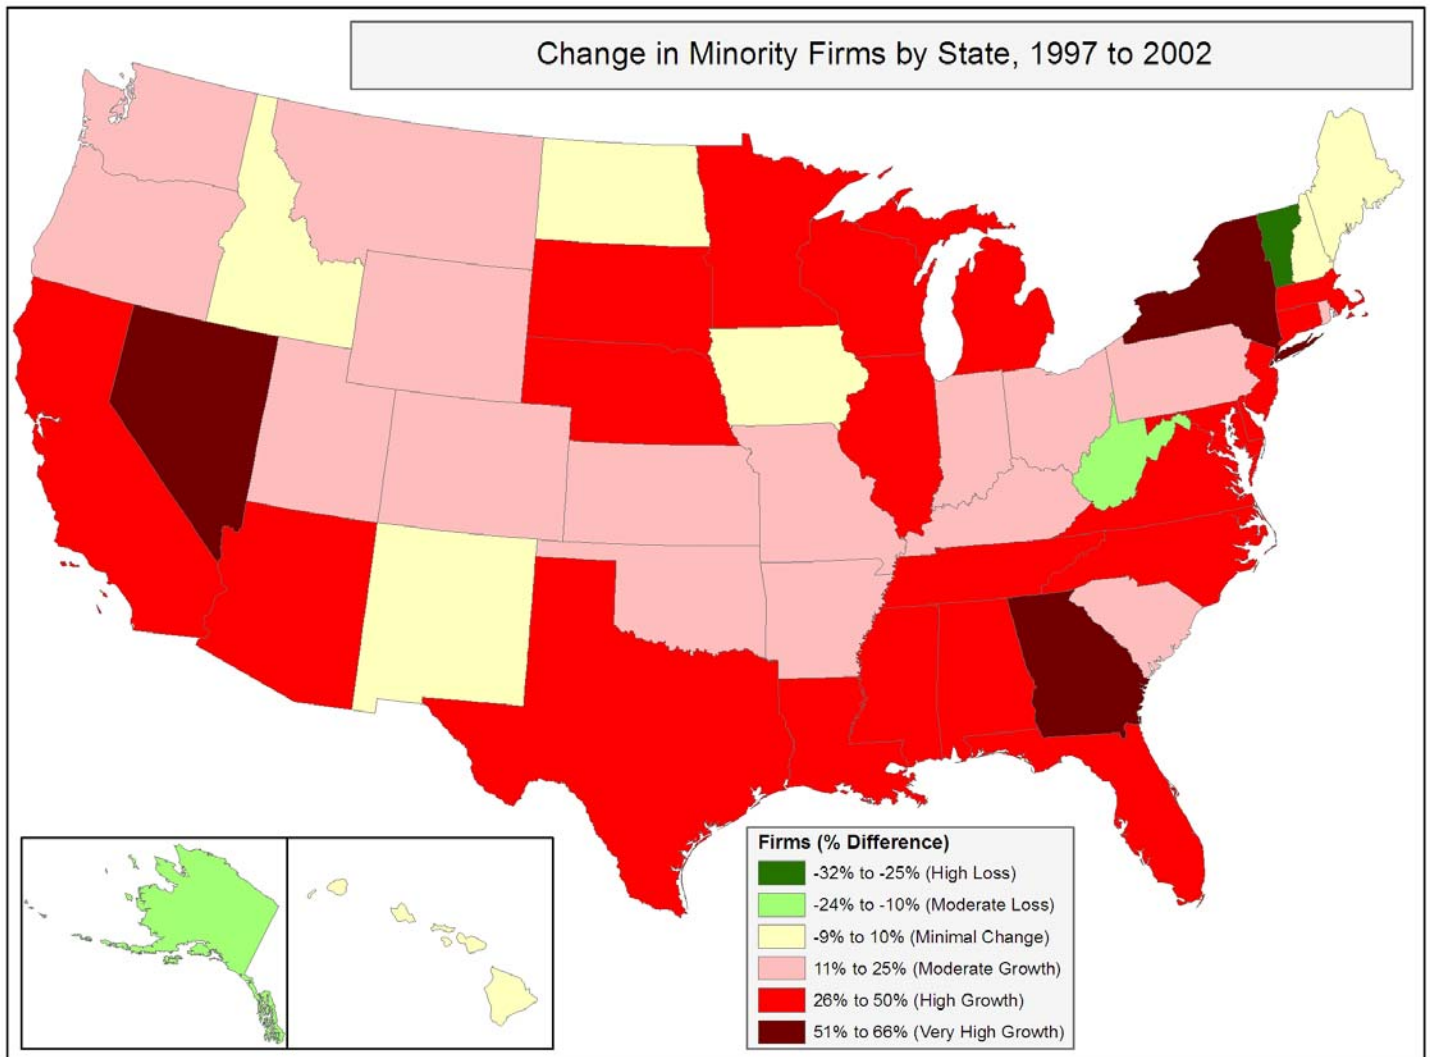 Change in Minority Firms by State, 1997 to 2002
Firms (% Difference)
-32% to -25% (High Loss)
-24% to -10% (Moderate Loss)
-9% to 10% (Minimal Change)
11% to 25% (Moderate Growth)
26% to 50% (High Growth)
51% to 66% (Very High Growth)